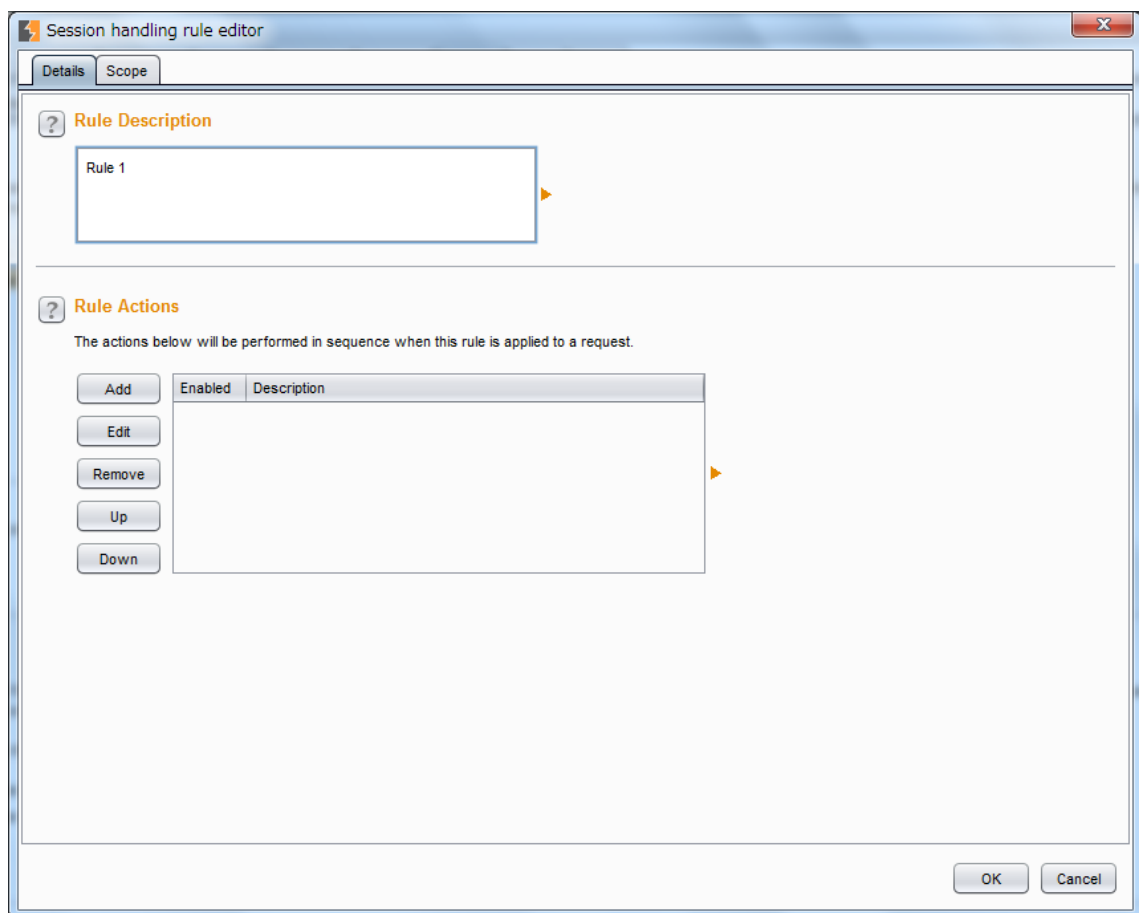 Session handling rule editor
Details Scope
? Rule Description
Rule 1
? Rule Actions
The actions below will be performed in sequence when this rule is applied to a request.
Add Enabled Description
Edit
Remove
Up
Down
OK Cancel